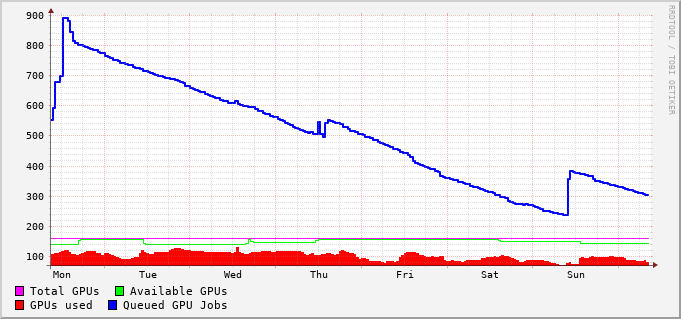 900
800
700
600
500
400
300
200
100
Mon Tue Wed Thu Fri Sat Sun
RRDTOOL / TOBI OETIKER
Total GPUs Available GPUs
GPUs used Queued GPU Jobs